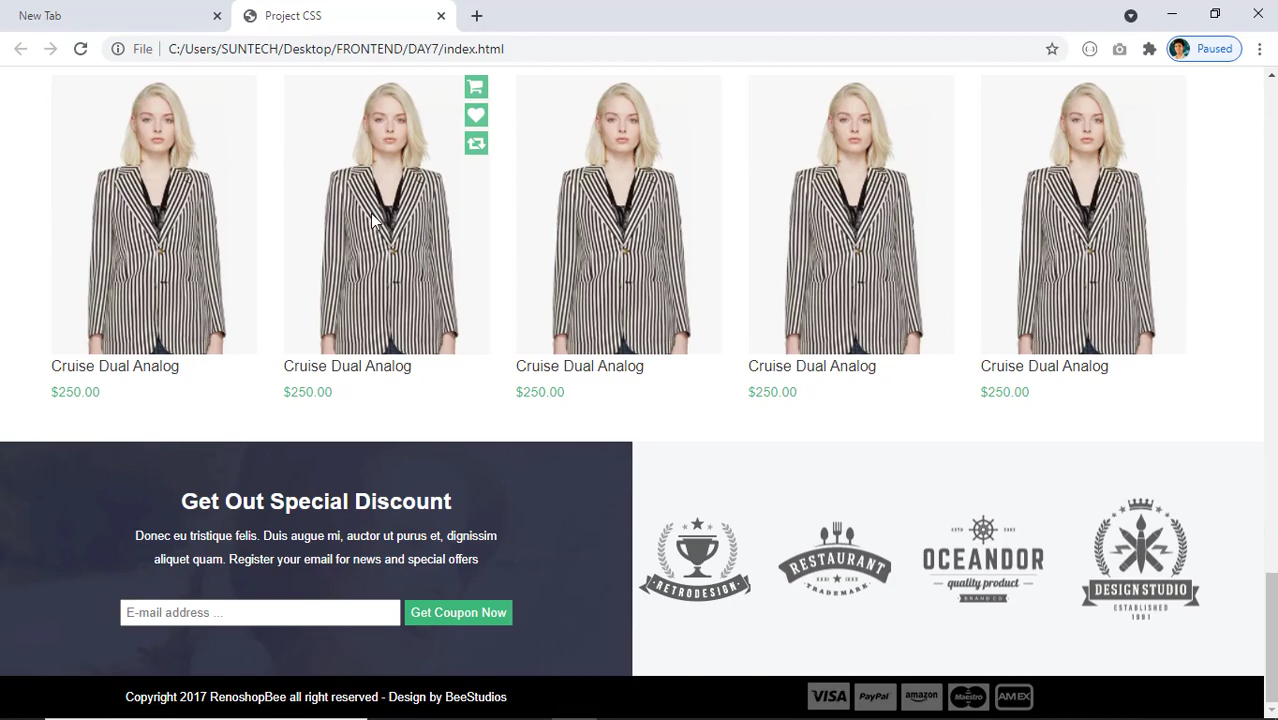 New Tab
Project CSS
File
C:/Users/SUNTECH/Desktop/FRONTEND/DAY7/index.html
Paused
Cruise Dual Analog
$250.00
Cruise Dual Analog
$250.00
Cruise Dual Analog
$250.00
Cruise Dual Analog
$250.00
Cruise Dual Analog
$250.00
Get Out Special Discount
Donec eu tristique felis. Duis augue mi, auctor ut purus et, dignissim
aliquet quam. Register your email for news and special offers
E-mail address ...
Get Coupon Now
RETRODESIGN
RESTAURANT
TRADEMARK
OCEANDOR
quality product
BRAND CO
DESIGN STUDIO
ESTABLISHED
1991
Copyright 2017 RenoshopBee all right reserved - Design by BeeStudios
VISA
PayPal
amazon
Maestro
AMEX